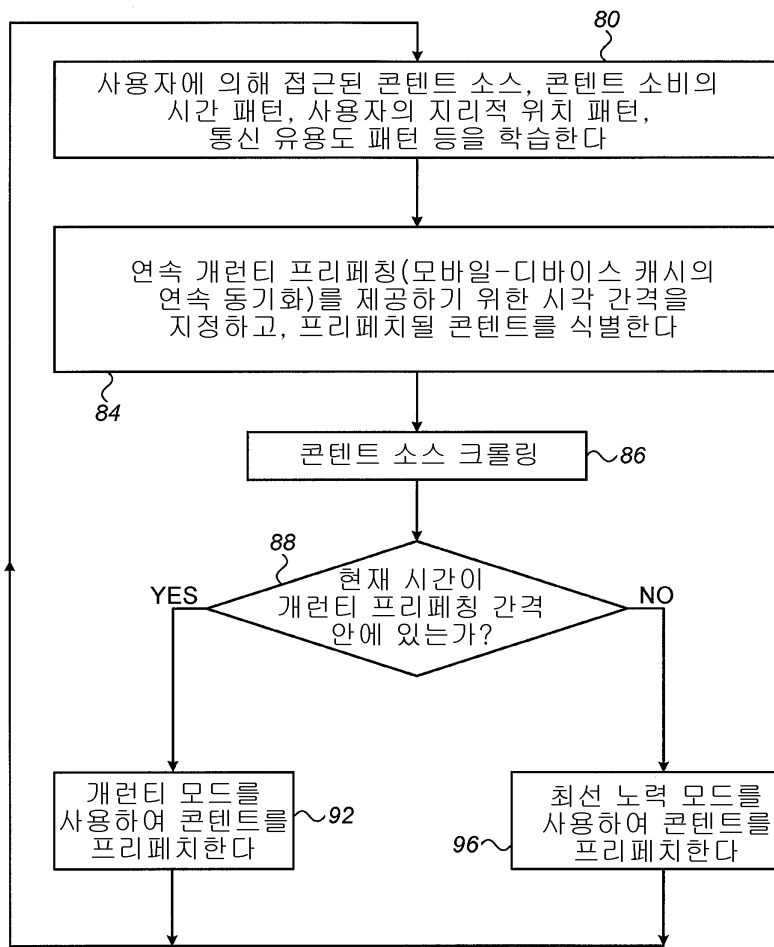 80
사용자에 의해 접근된 콘텐트 소스, 콘텐트 소비의
시간 패턴, 사용자의 지리적 위치 패턴,
통신 유용도 패턴 등을 학습한다
연속 개런티 프리페칭(모바일-디바이스 캐시의
연속 동기화)를 제공하기 위한 시각 간격을
지정하고, 프리페치될 콘텐트를 식별한다
84
콘텐트 소스 크롤링
86
88
현재 시간이
개런티 프리페칭 간격
안에 있는가?
YES
NO
개런티 모드를
사용하여 콘텐트를
프리페치한다
92
최선 노력 모드를
사용하여 콘텐트를
프리페치한다
96